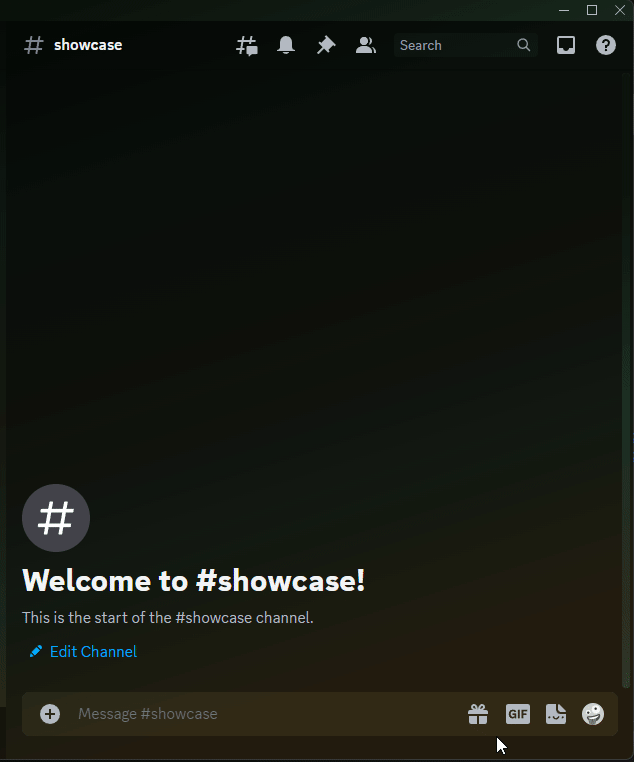 showcase
Search
Welcome to #showcase!
This is the start of the #showcase channel.
Edit Channel
Message #showcase
GIF